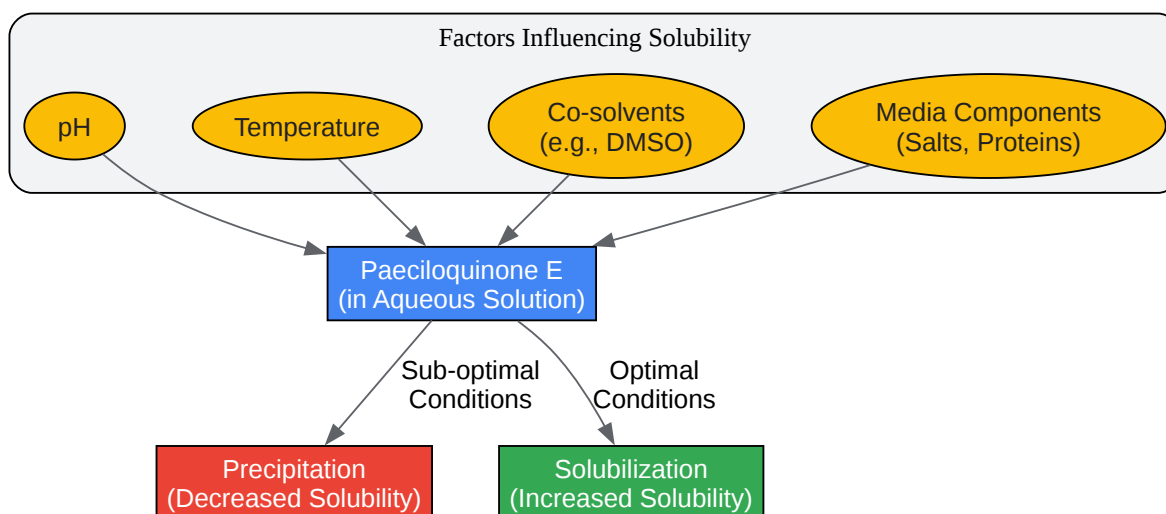 Factors Influencing Solubility
pH
Temperature
Co-solvents
(e.g., DMSO)
Media Components
(Salts, Proteins)
Paeciloquinone E
(in Aqueous Solution)
Sub-optimal
Conditions
Optimal
Conditions
Precipitation
(Decreased Solubility)
Solubilization
(Increased Solubility)